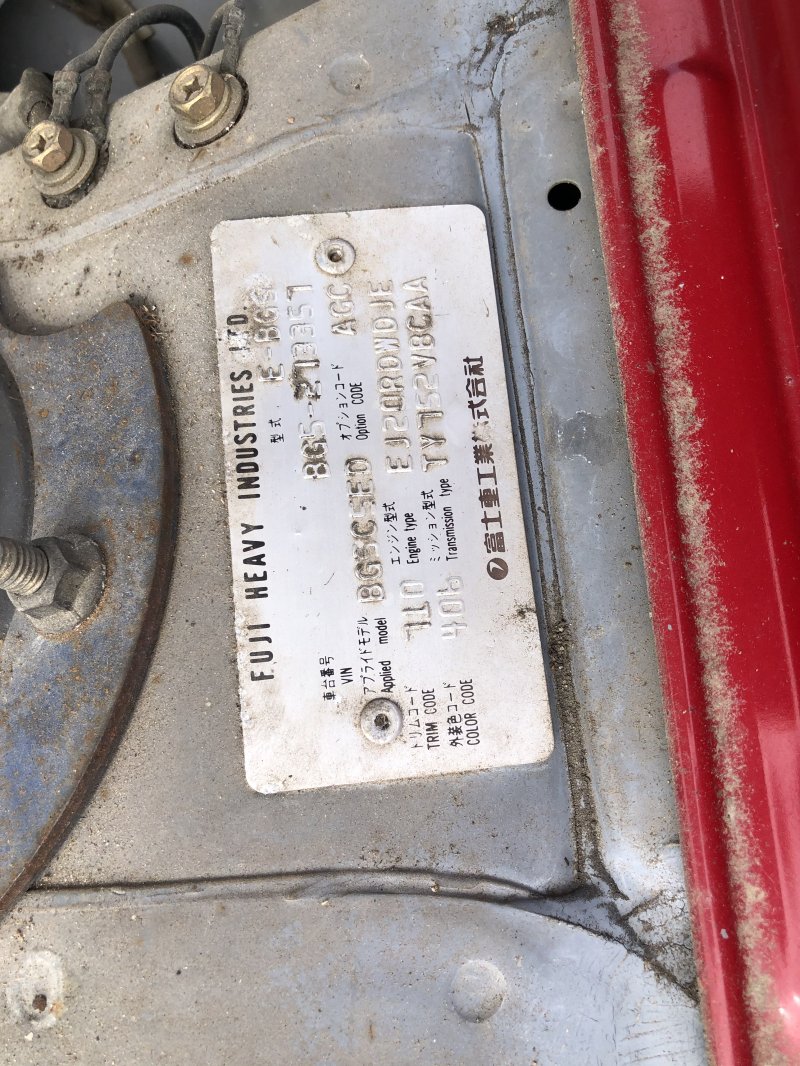 FUJI HEAVY INDUSTRIES LTD
型式. E-BG5
車台番号
VIN BG5-273357
アプライドモデル オプションコード
Applied model BG5C5ED Option CODE AGC
トリムコード エンジン型式
TRIM CODE 710 Engine type EJ20RDWDJE
外装色コード ミッション型式
COLOR CODE 406 Transmission type TY752VBCAA
富士重工業株式会社